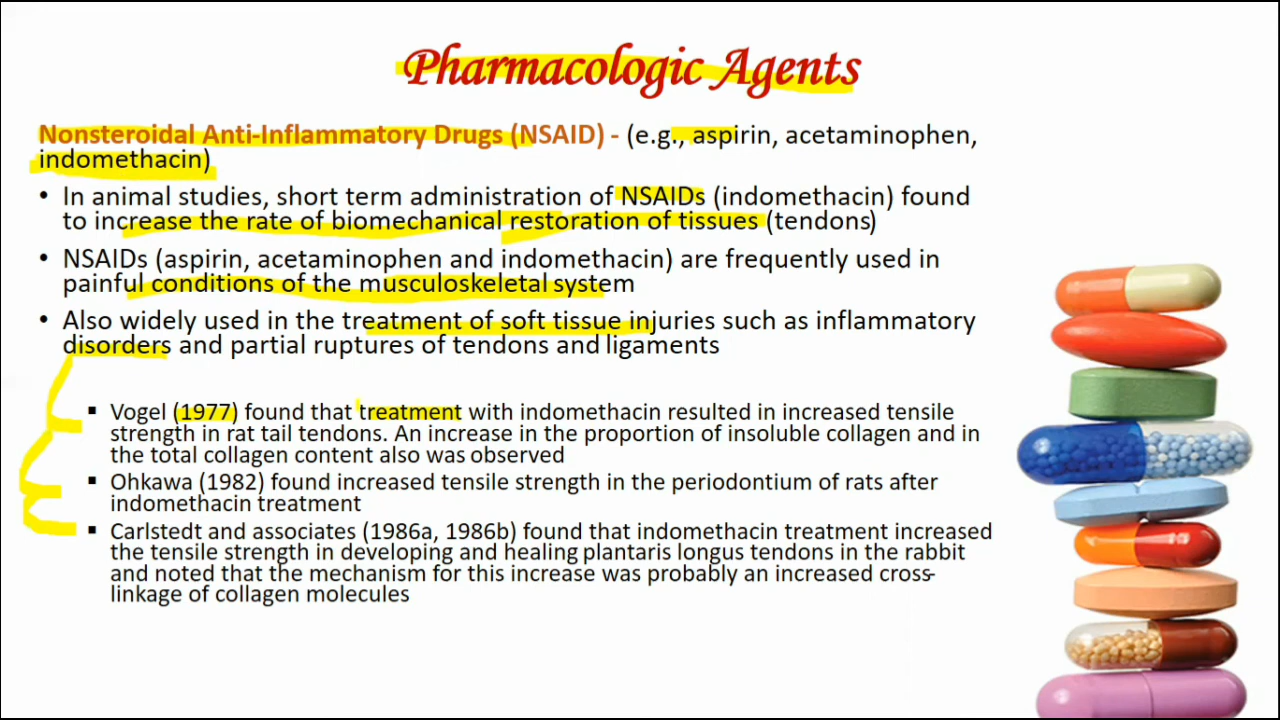 Pharmacologic Agents
Nonsteroidal Anti-Inflammatory Drugs (NSAID) - (e.g., aspirin, acetaminophen,
indomethacin)
• In animal studies, short term administration of NSAIDs (indomethacin) found
to increase the rate of biomechanical restoration of tissues (tendons)
• NSAIDs (aspirin, acetaminophen and indomethacin) are frequently used in
painful conditions of the musculoskeletal system
• Also widely used in the treatment of soft tissue injuries such as inflammatory
disorders and partial ruptures of tendons and ligaments
▪ Vogel (1977) found that treatment with indomethacin resulted in increased tensile
strength in rat tail tendons. An increase in the proportion of insoluble collagen and in
the total collagen content also was observed
▪ Ohkawa (1982) found increased tensile strength in the periodontium of rats after
indomethacin treatment
▪ Carlstedt and associates (1986a, 1986b) found that indomethacin treatment increased
the tensile strength in developing and healing plantaris longus tendons in the rabbit
and noted that the mechanism for this increase was probably an increased cross-
linkage of collagen molecules